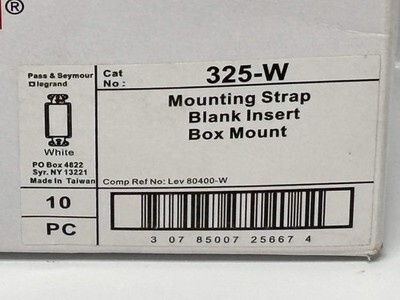 ®
Pass & Seymour
legrand
White
PO Box 4822
Syr. NY 13221
Made In Taiwan
10
PC
Cat
No :
325-W
Mounting Strap
Blank Insert
Box Mount
Comp Ref No: Lev 80400-W
3 07 85007 25667 4